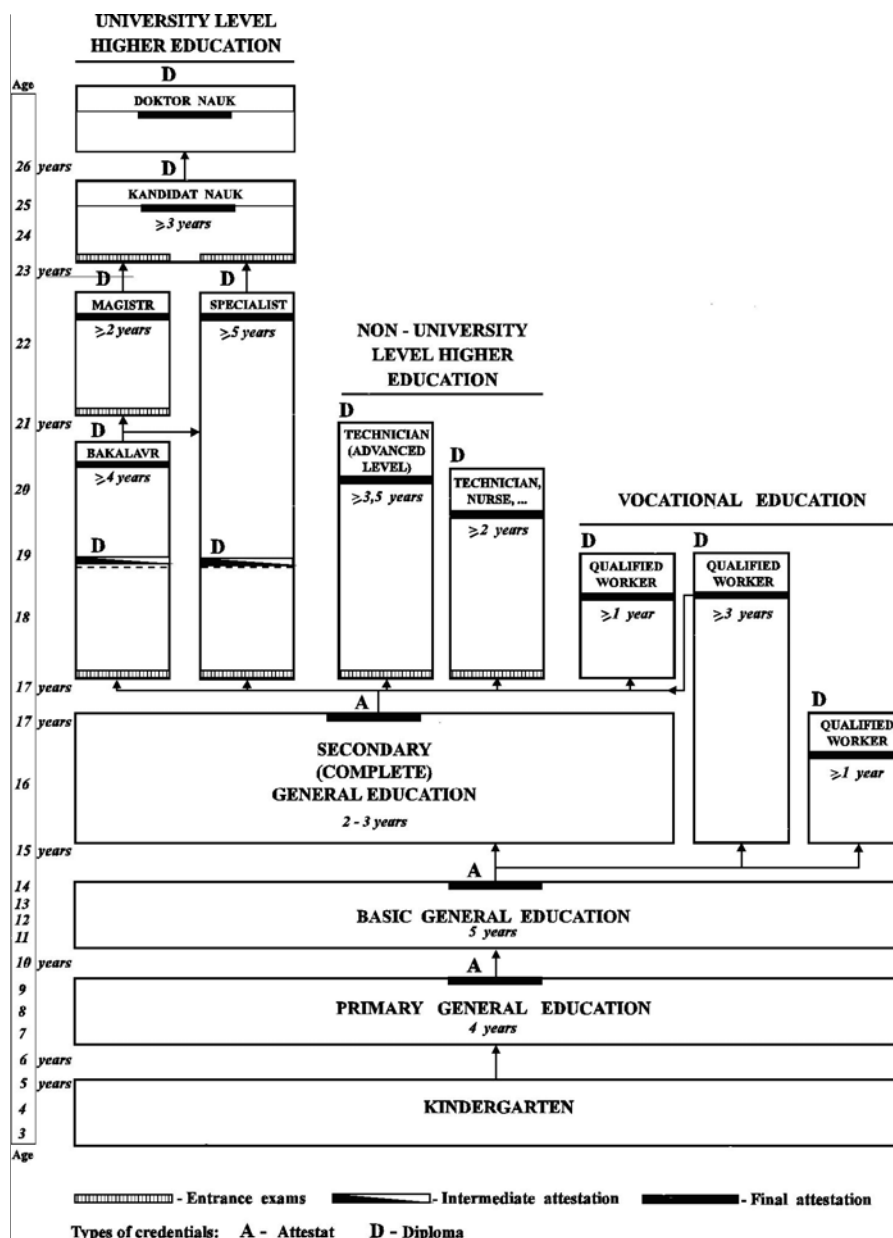 UNIVERSITY LEVEL
HIGHER EDUCATION
D
Age
DOKTOR NAUK
26 years
D
KANDIDAT NAUK
25
⩾3 years
24
23 years
D
D
MAGISTR
SPECIALIST
⩾2 years
⩾5 years
22
NON - UNIVERSITY
LEVEL HIGHER
EDUCATION
21 years
D
D
BAKALAVR
TECHNICIAN
(ADVANCED
LEVEL)
D
⩾4 years
TECHNICIAN,
NURSE, ...
20
⩾3,5 years
VOCATIONAL EDUCATION
⩾2 years
19
D
D
D
D
QUALIFIED
WORKER
QUALIFIED
WORKER
18
⩾1 year
⩾3 years
17 years
A
D
17 years
SECONDARY
(COMPLETE)
GENERAL EDUCATION
2 - 3 years
QUALIFIED
WORKER
⩾1 year
16
15 years
A
14
13
12
11
BASIC GENERAL EDUCATION
5 years
10 years
A
9
8
7
PRIMARY GENERAL EDUCATION
4 years
6 years
5 years
4
KINDERGARTEN
3
Age
- Entrance exams
- Intermediate attestation
- Final attestation
Types of credentials: A - Attestat D - Diploma